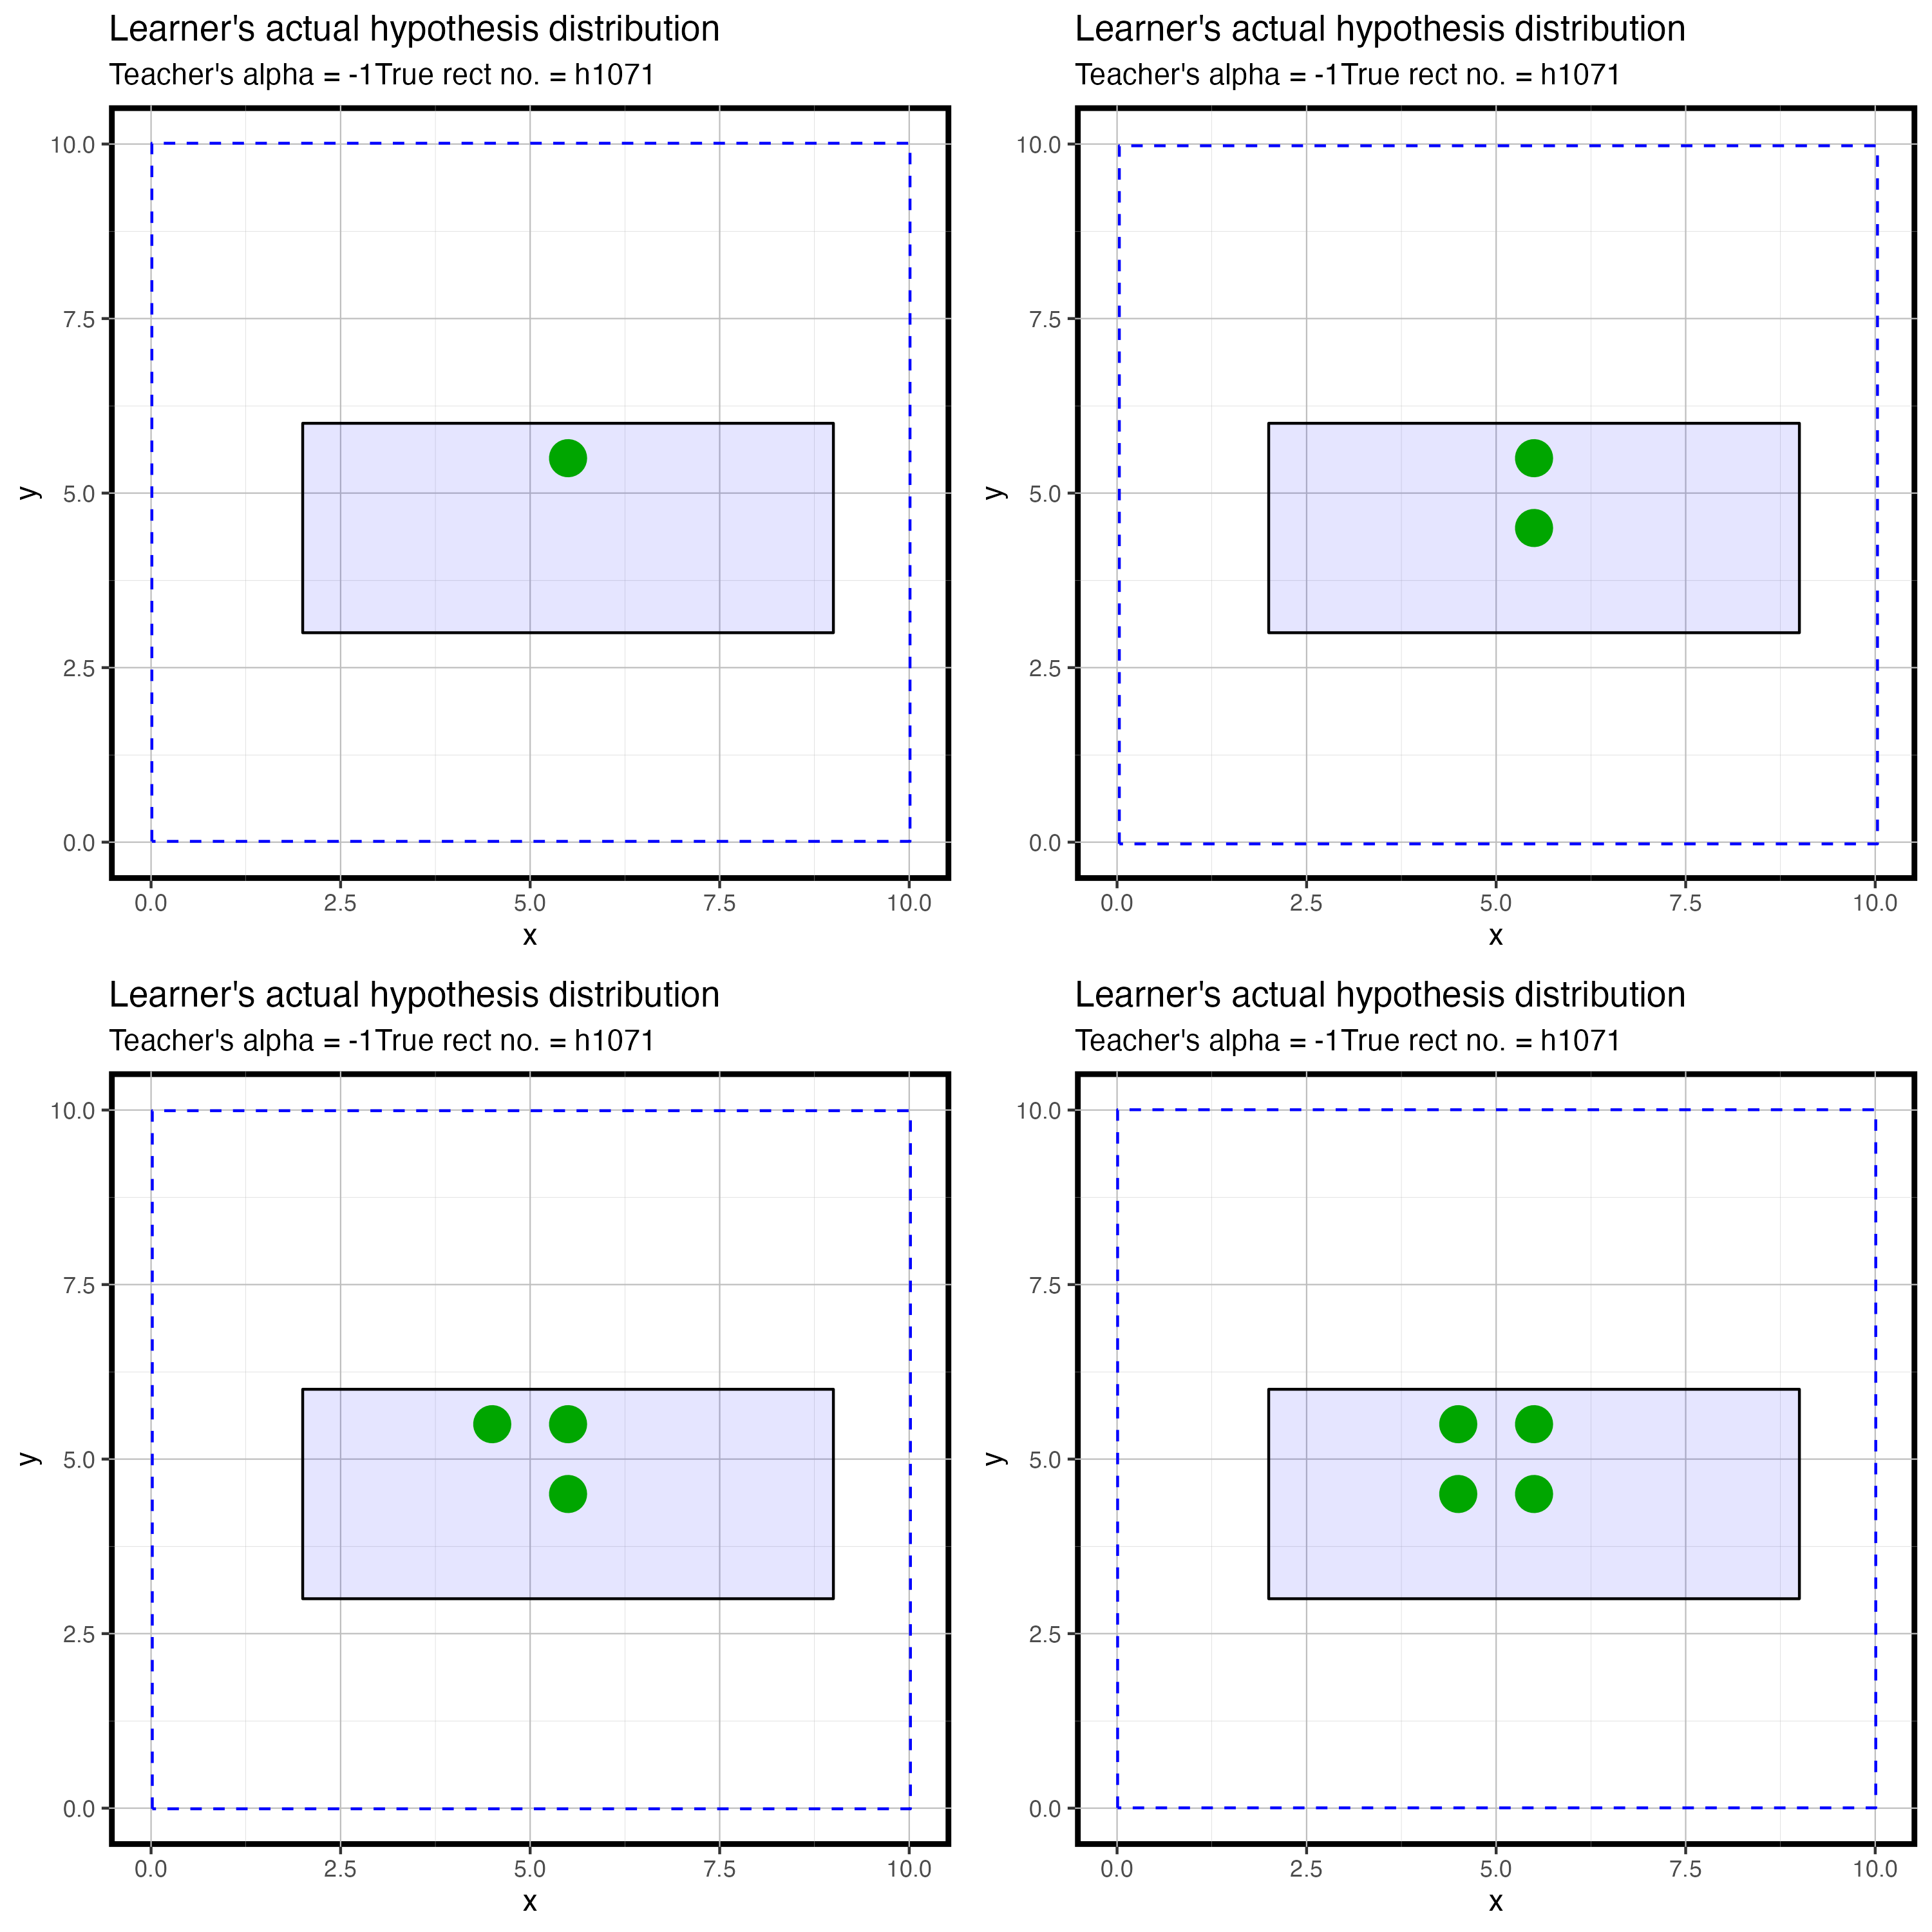 Learner's actual hypothesis distribution
Teacher's alpha = -1True rect no. = h1071
10.0
7.5
5.0
2.5
0.0
y
0.0 2.5 5.0 7.5 10.0
x
Learner's actual hypothesis distribution
Teacher's alpha = -1True rect no. = h1071
10.0
7.5
5.0
2.5
0.0
y
0.0 2.5 5.0 7.5 10.0
x
Learner's actual hypothesis distribution
Teacher's alpha = -1True rect no. = h1071
10.0
7.5
5.0
2.5
0.0
y
0.0 2.5 5.0 7.5 10.0
x
Learner's actual hypothesis distribution
Teacher's alpha = -1True rect no. = h1071
10.0
7.5
5.0
2.5
0.0
y
0.0 2.5 5.0 7.5 10.0
x